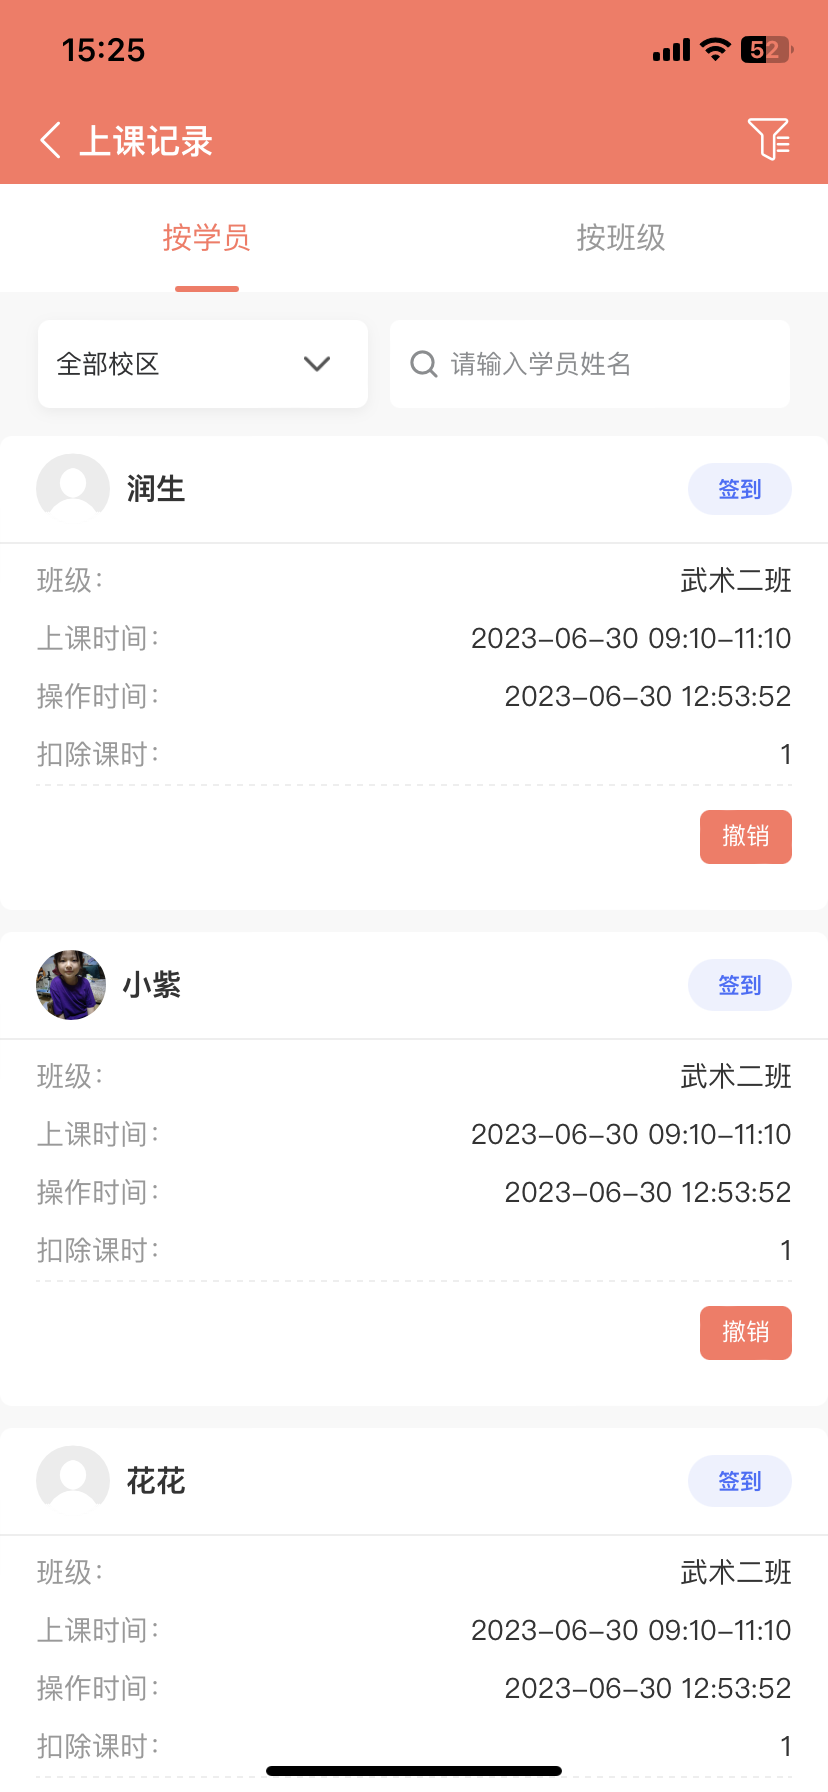 15:25
52
上课记录
按学员 按班级
全部校区 请输入学员姓名
润生 签到
班级： 武术二班
上课时间： 2023-06-30 09:10-11:10
操作时间： 2023-06-30 12:53:52
扣除课时： 1
撤销
小紫 签到
班级： 武术二班
上课时间： 2023-06-30 09:10-11:10
操作时间： 2023-06-30 12:53:52
扣除课时： 1
撤销
花花 签到
班级： 武术二班
上课时间： 2023-06-30 09:10-11:10
操作时间： 2023-06-30 12:53:52
扣除课时： 1